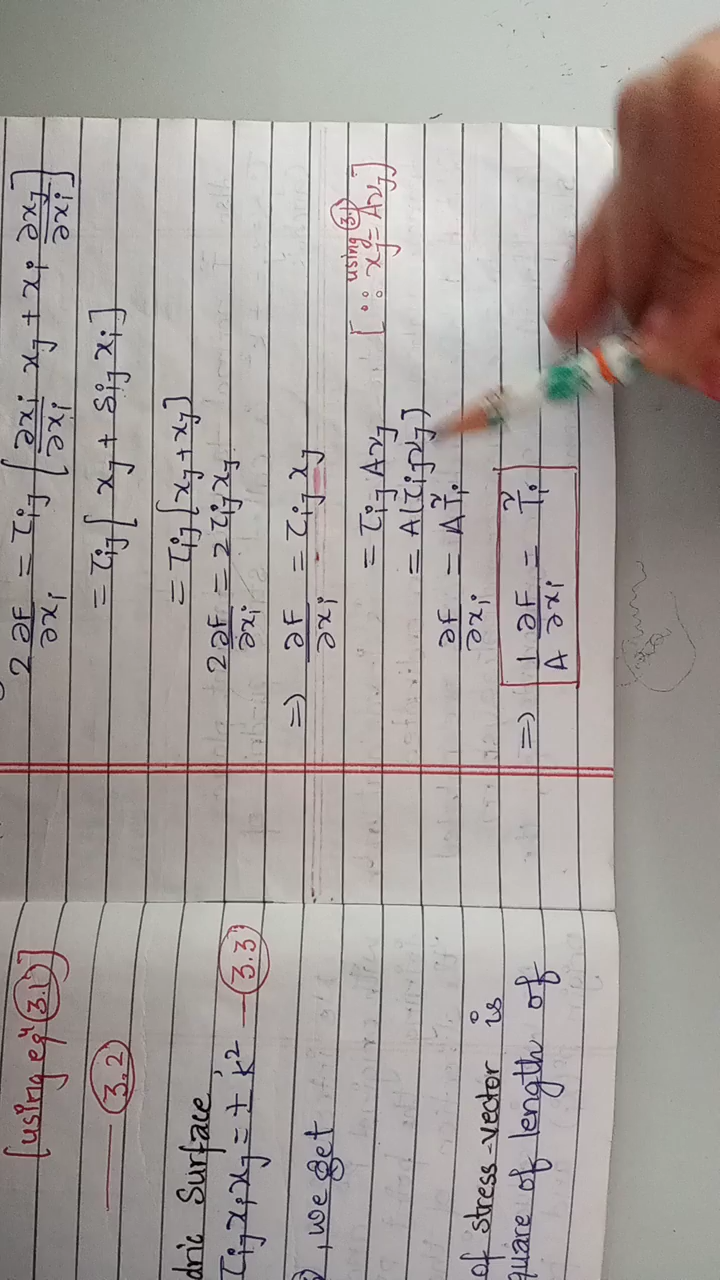 [using eqⁿ (3.1)]
—— (3.2)
dric Surface
τij xi xj = ± k² — (3.3)
, we get
of stress-vector is
quare of length of
2 ∂F/∂xi = τij [ ∂xi/∂xi xj + xi ∂xj/∂xi ]
= τij [ xj + δij xi ]
= τij [ xj + xj ]
2 ∂F/∂xi = 2 τij xj
⇒ ∂F/∂xi = τij xj
= τij A νj [∵ using (3.1) xj = Aνj]
= A(τij νj)
∂F/∂xi = A ν Ti
⇒ 1/A ∂F/∂xi = ν Ti